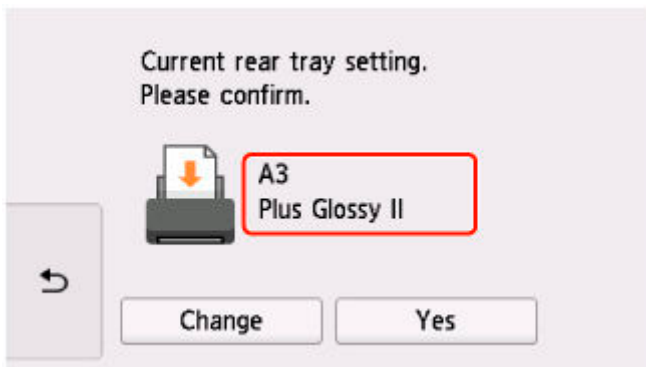 Current rear tray setting.
Please confirm.
A3
Plus Glossy II
Change
Yes